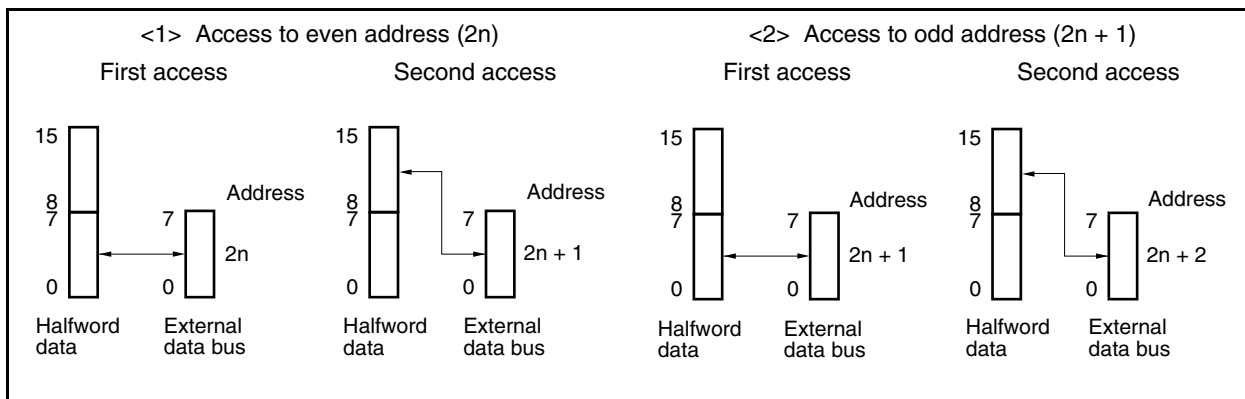 <1> Access to even address (2n)
First access
Second access
15
8
7
0
7
0
Address
2n
Halfword
data
External
data bus
15
8
7
0
7
0
Address
2n + 1
Halfword
data
External
data bus
<2> Access to odd address (2n + 1)
First access
Second access
15
8
7
0
7
0
Address
2n + 1
Halfword
data
External
data bus
15
8
7
0
7
0
Address
2n + 2
Halfword
data
External
data bus